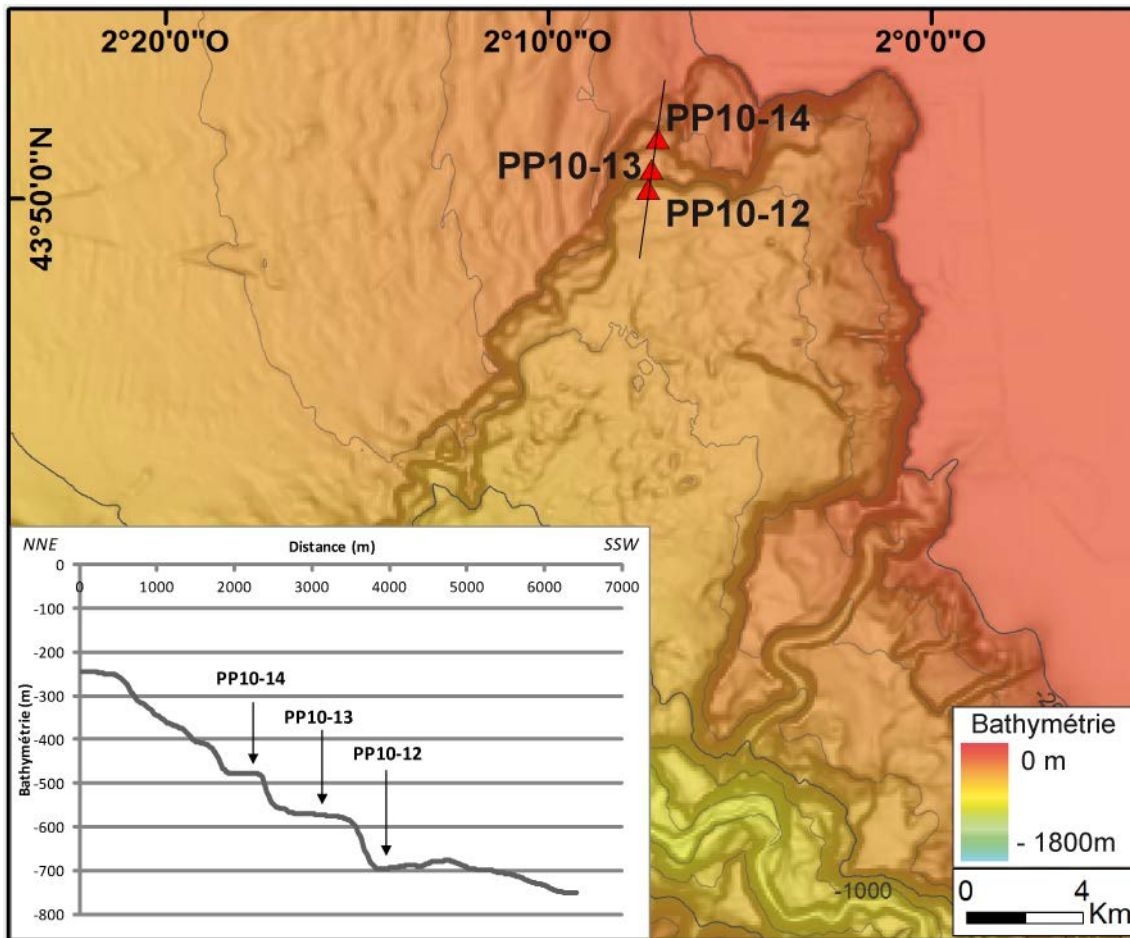 2°20'0"O 2°10'0"O 2°0'0"O
43°50'0"N
PP10-14
PP10-13
PP10-12
NNE Distance (m) SSW
0 1000 2000 3000 4000 5000 6000 7000
Bathymétrie (m)
0
-100
-200
-300
-400
-500
-600
-700
-800
PP10-14
PP10-13
PP10-12
-1000
Bathymétrie
0 m
- 1800m
0 4
Km